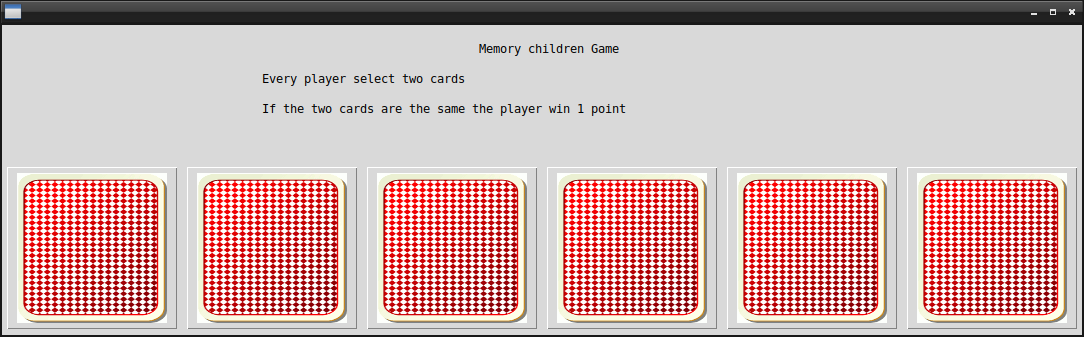 Memory children Game
Every player select two cards
If the two cards are the same the player win 1 point